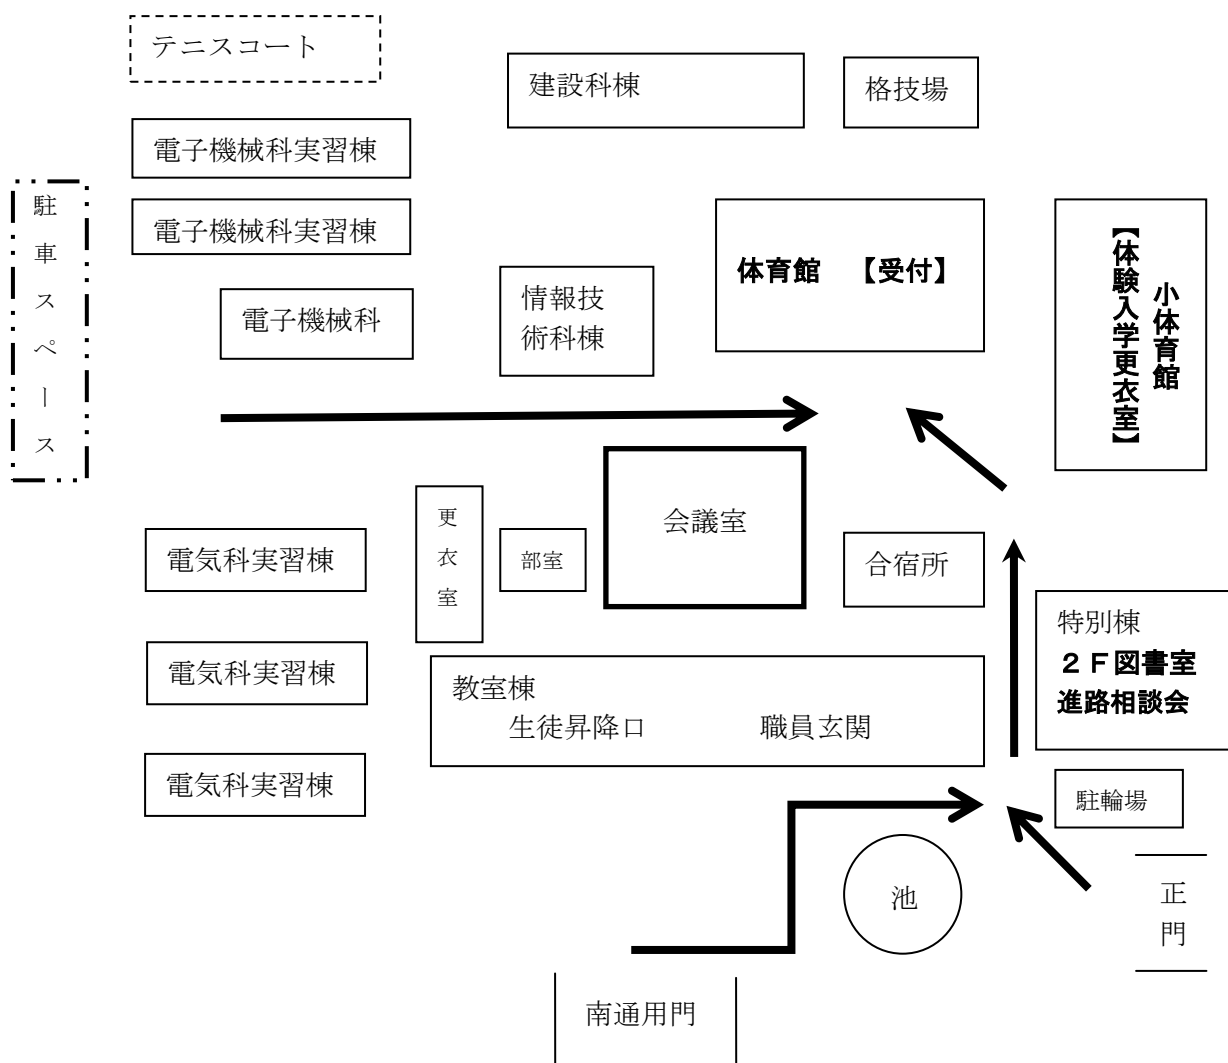 テニスコート
建設科棟
格技場
電子機械科実習棟
駐車スペース
電子機械科実習棟
体育館 【受付】
小体育館
【体験入学更衣室】
電子機械科
情報技
術科棟
会議室
更衣室
部室
合宿所
電気科実習棟
特別棟
２Ｆ図書室
進路相談会
電気科実習棟
教室棟
生徒昇降口 職員玄関
電気科実習棟
駐輪場
池
正門
南通用門